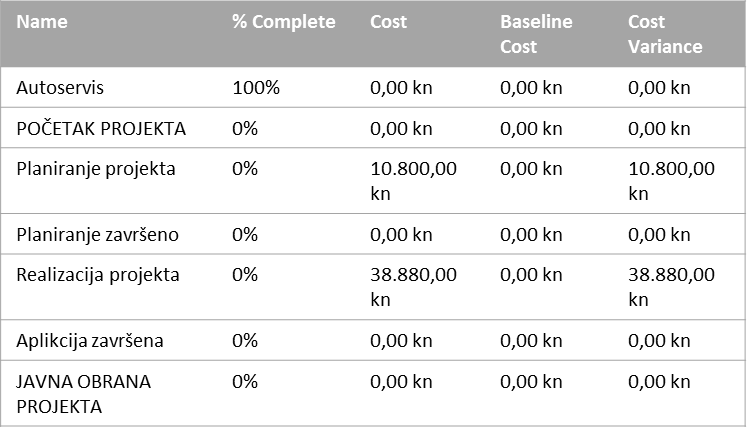 Name % Complete Cost Baseline Cost Cost Variance
Autoservis 100% 0,00 kn 0,00 kn 0,00 kn
POČETAK PROJEKTA 0% 0,00 kn 0,00 kn 0,00 kn
Planiranje projekta 0% 10.800,00 kn 0,00 kn 10.800,00 kn
Planiranje završeno 0% 0,00 kn 0,00 kn 0,00 kn
Realizacija projekta 0% 38.880,00 kn 0,00 kn 38.880,00 kn
Aplikcija završena 0% 0,00 kn 0,00 kn 0,00 kn
JAVNA OBRANA PROJEKTA 0% 0,00 kn 0,00 kn 0,00 kn